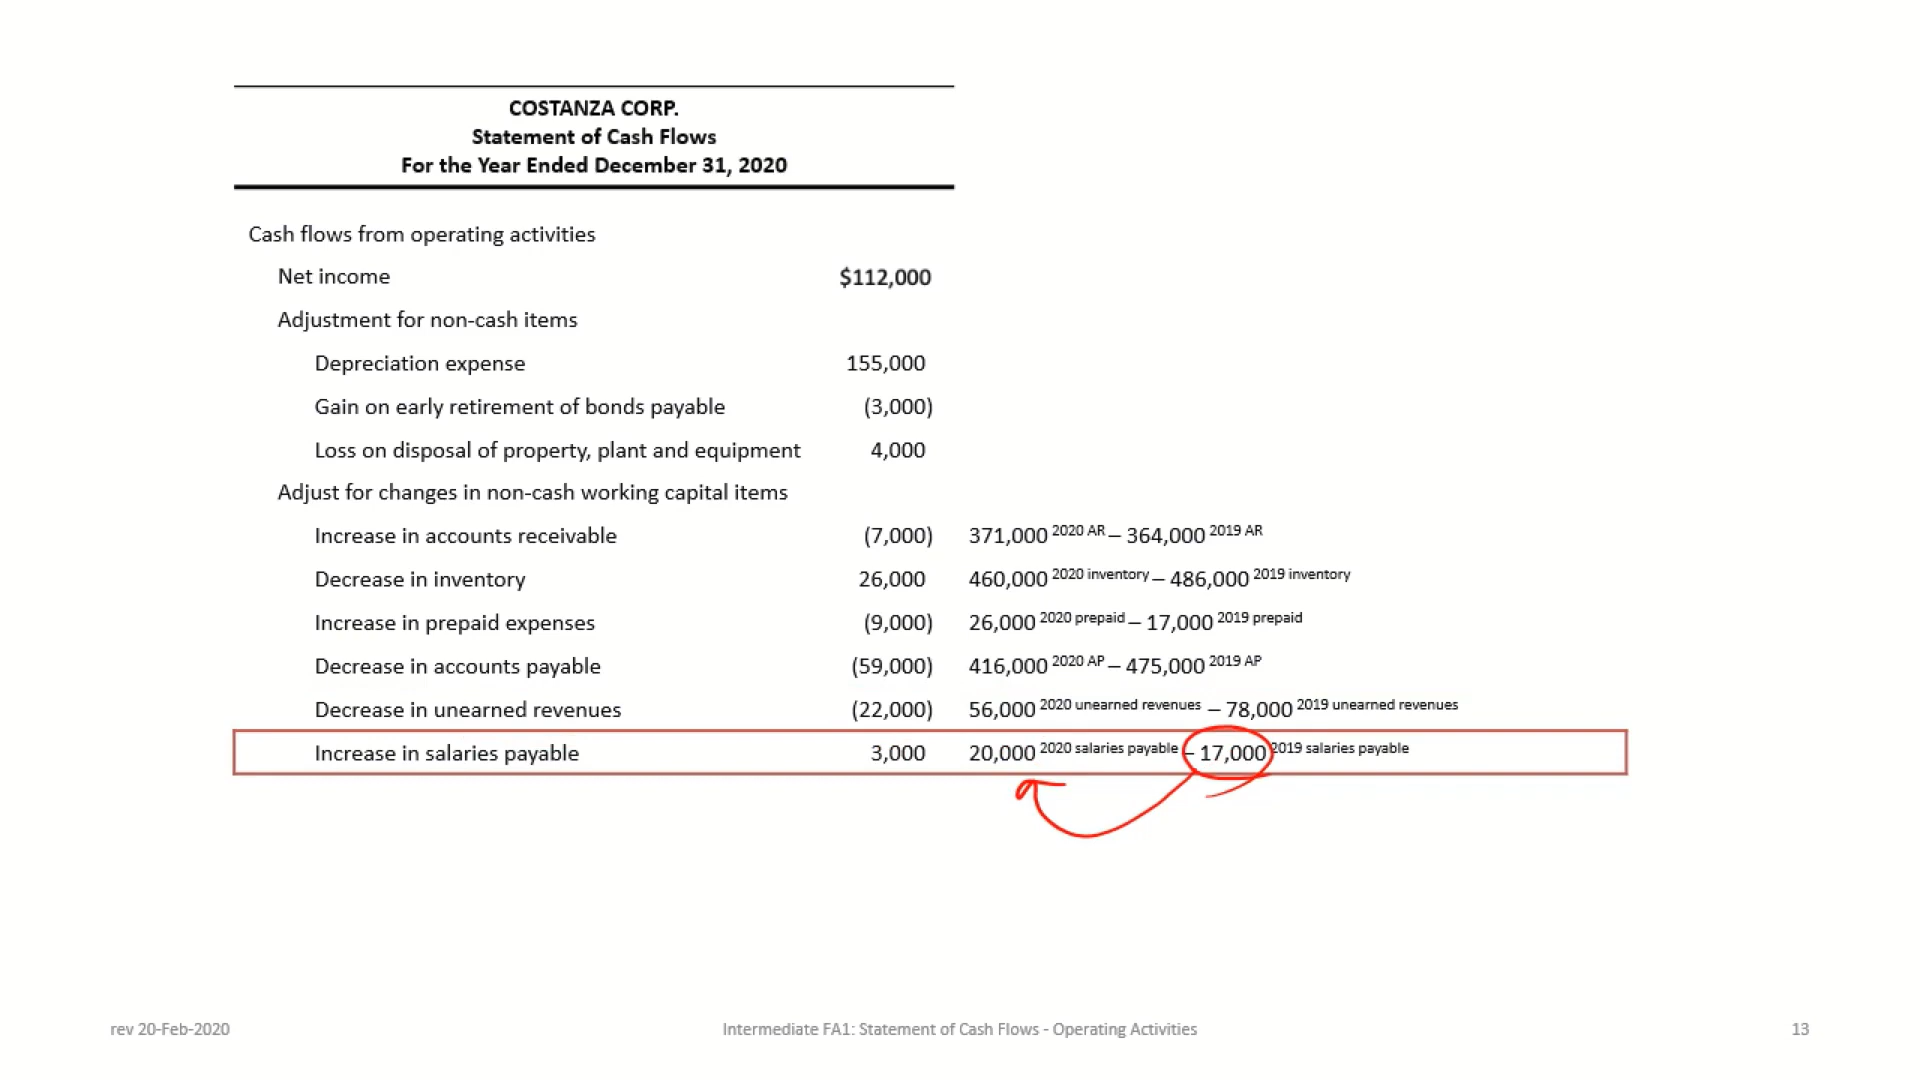 COSTANZA CORP.
Statement of Cash Flows
For the Year Ended December 31, 2020
Cash flows from operating activities
Net income $112,000
Adjustment for non-cash items
Depreciation expense 155,000
Gain on early retirement of bonds payable (3,000)
Loss on disposal of property, plant and equipment 4,000
Adjust for changes in non-cash working capital items
Increase in accounts receivable (7,000) 371,000 2020 AR – 364,000 2019 AR
Decrease in inventory 26,000 460,000 2020 inventory – 486,000 2019 inventory
Increase in prepaid expenses (9,000) 26,000 2020 prepaid – 17,000 2019 prepaid
Decrease in accounts payable (59,000) 416,000 2020 AP – 475,000 2019 AP
Decrease in unearned revenues (22,000) 56,000 2020 unearned revenues – 78,000 2019 unearned revenues
Increase in salaries payable 3,000 20,000 2020 salaries payable – 17,000 2019 salaries payable
rev 20-Feb-2020 Intermediate FA1: Statement of Cash Flows - Operating Activities 13